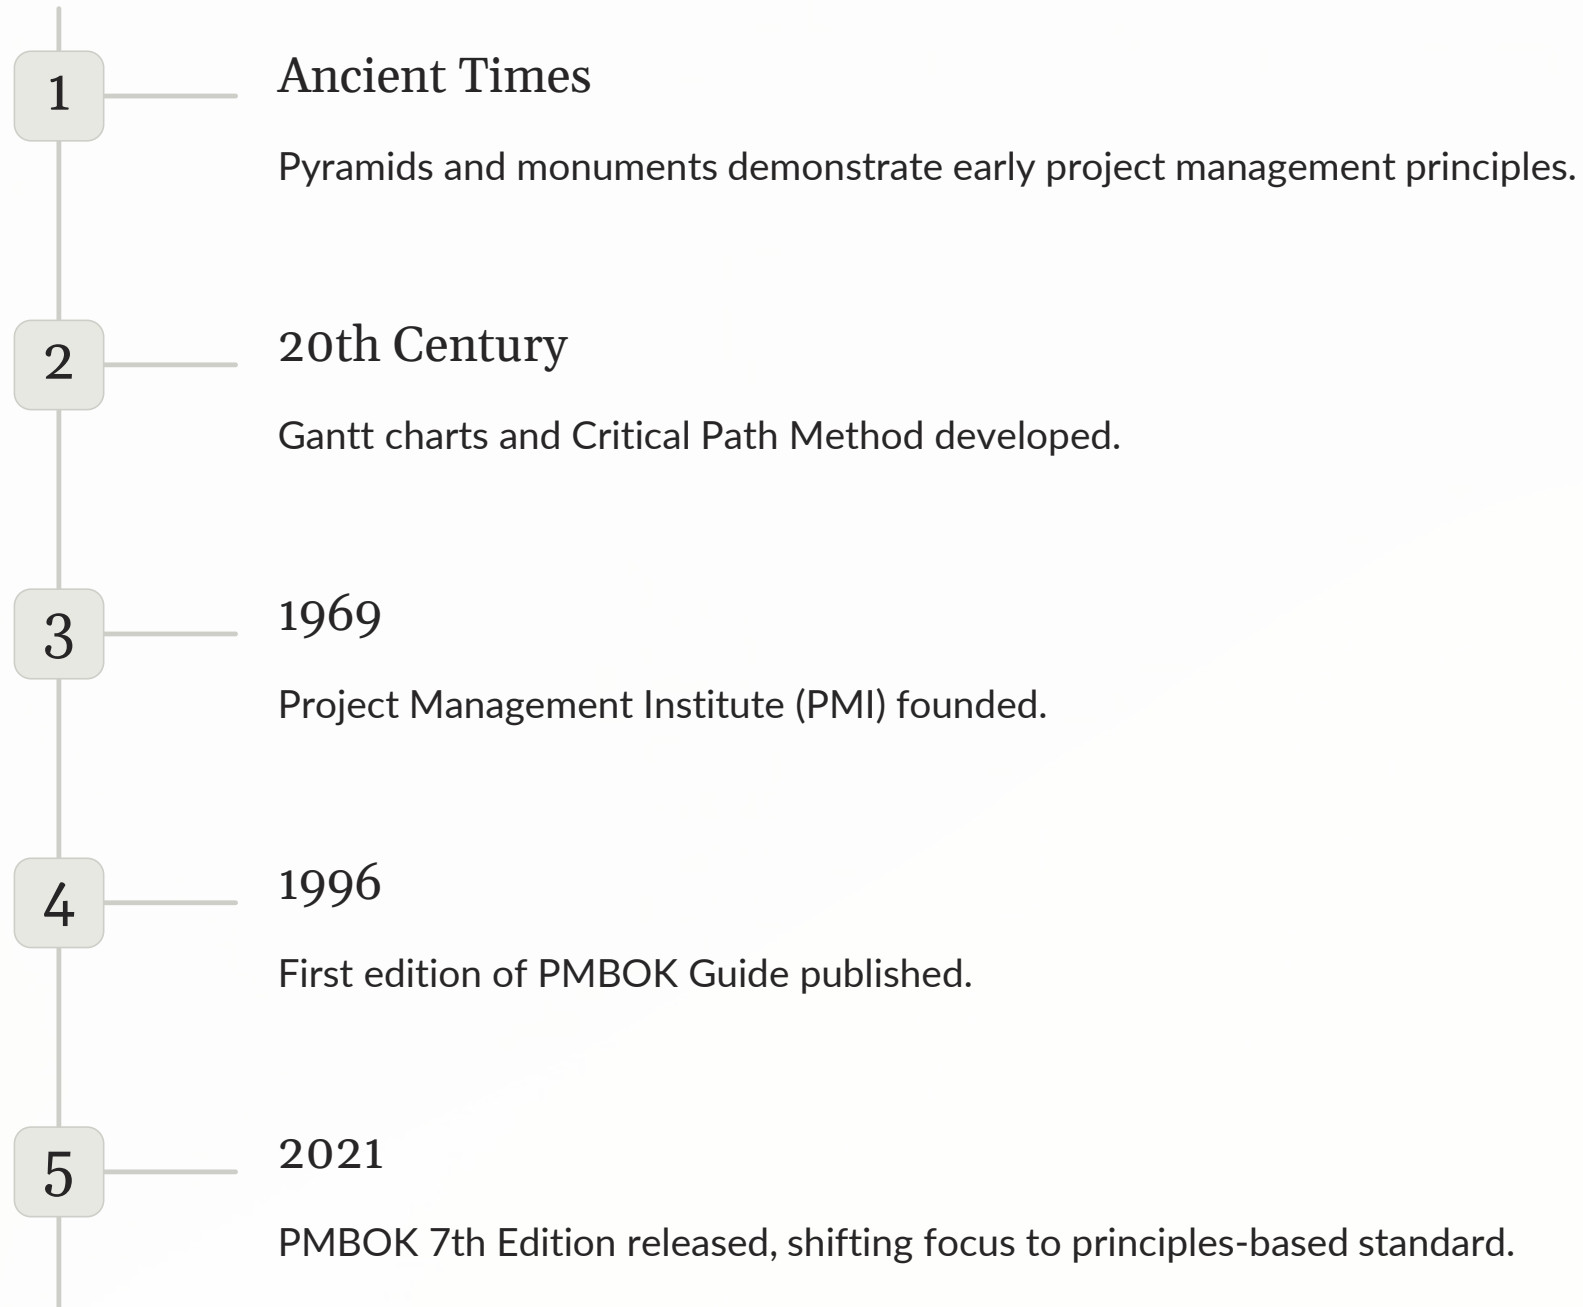 1
Ancient Times
Pyramids and monuments demonstrate early project management principles.
2
20th Century
Gantt charts and Critical Path Method developed.
3
1969
Project Management Institute (PMI) founded.
4
1996
First edition of PMBOK Guide published.
5
2021
PMBOK 7th Edition released, shifting focus to principles-based standard.